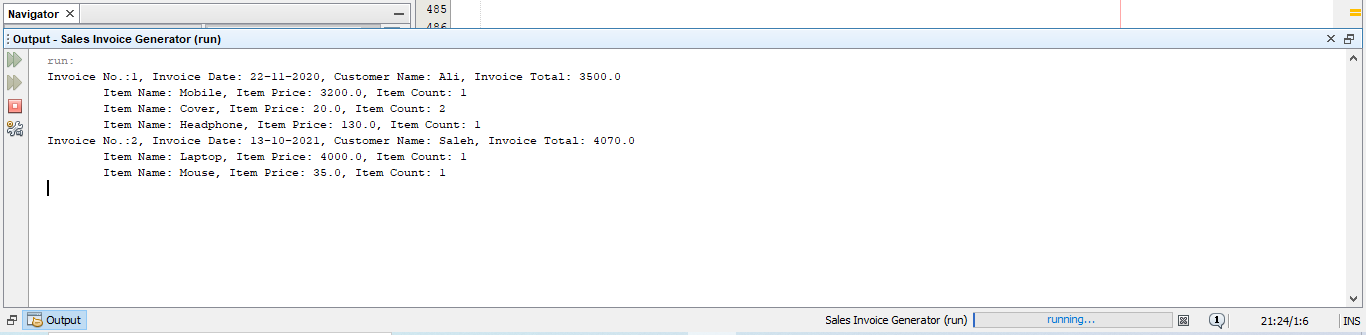 Navigator
485
486
Output - Sales Invoice Generator (run)
run:
Invoice No.:1, Invoice Date: 22-11-2020, Customer Name: Ali, Invoice Total: 3500.0
Item Name: Mobile, Item Price: 3200.0, Item Count: 1
Item Name: Cover, Item Price: 20.0, Item Count: 2
Item Name: Headphone, Item Price: 130.0, Item Count: 1
Invoice No.:2, Invoice Date: 13-10-2021, Customer Name: Saleh, Invoice Total: 4070.0
Item Name: Laptop, Item Price: 4000.0, Item Count: 1
Item Name: Mouse, Item Price: 35.0, Item Count: 1
Output
Sales Invoice Generator (run)
running...
1
21:24/1:6
INS